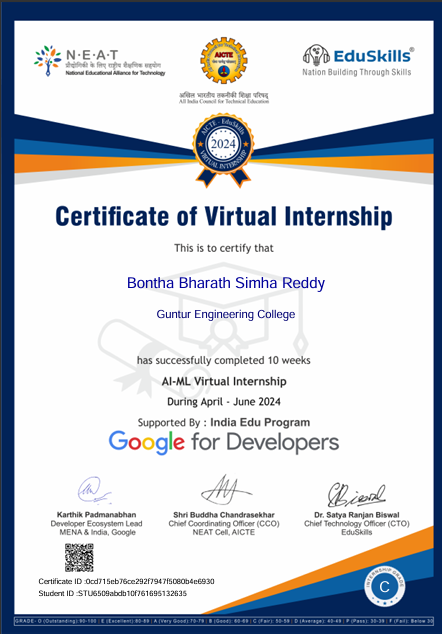 N·E·A·T
प्रौद्योगिकी के लिए राष्ट्रीय शैक्षणिक सहयोग
National Educational Alliance for Technology
AICTE
अखिल भारतीय तकनीकी शिक्षा परिषद्
All India Council for Technical Education
EduSkills®
Nation Building Through Skills
AICTE - EduSkills
2024
VIRTUAL INTERNSHIP
Certificate of Virtual Internship
This is to certify that
Bontha Bharath Simha Reddy
Guntur Engineering College
has successfully completed 10 weeks
AI-ML Virtual Internship
During April - June 2024
Supported By : India Edu Program
Google for Developers
Karthik Padmanabhan
Developer Ecosystem Lead
MENA & India, Google
Shri Buddha Chandrasekhar
Chief Coordinating Officer (CCO)
NEAT Cell, AICTE
Dr. Satya Ranjan Biswal
Chief Technology Officer (CTO)
EduSkills
Certificate ID :0cd715eb76ce292f7947f5080b4e6930
Student ID :STU6509abdb10f761695132635
INTERNSHIP GRADE
C
GRADE- O (Outstanding): 90-100 | E (Excellent): 80-89 | A (Very Good): 70-79 | B (Good): 60-69 | C (Fair): 50-59 | D (Average): 40-49 | P (Pass): 30-39 | F (Fail): Below 30